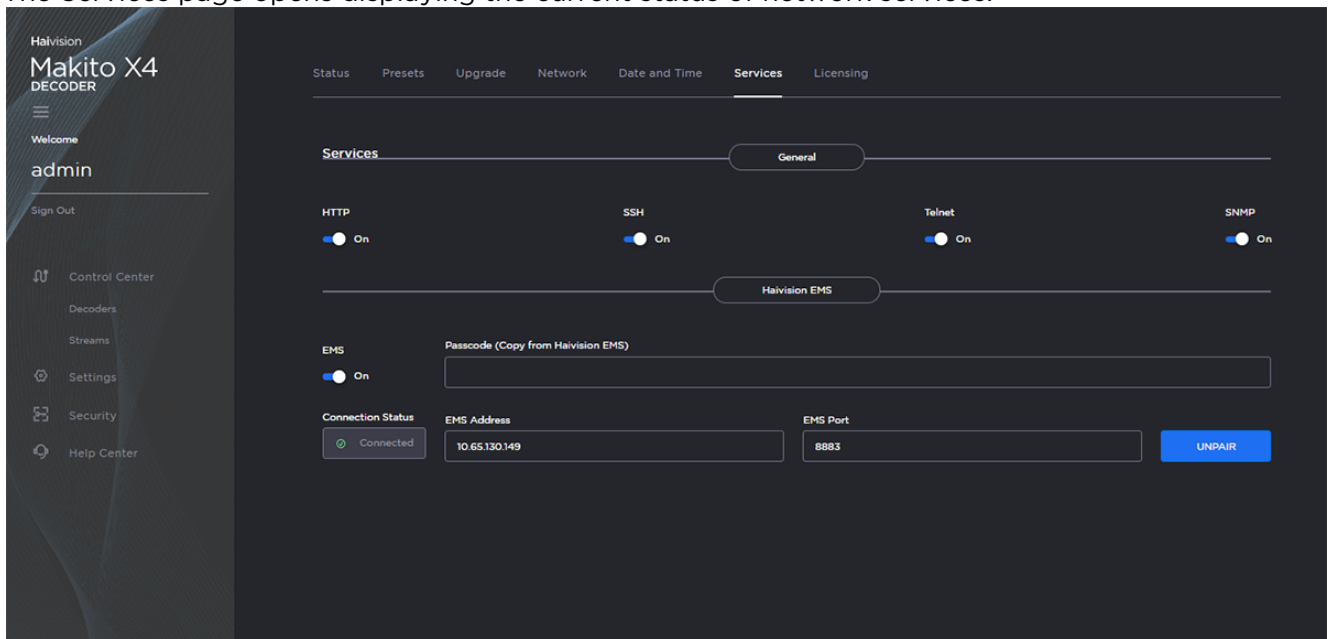 The Services page opens displaying the current status of network services.
Haivision
Makito X4
DECODER
Welcome
admin
Sign Out
Control Center
Decoders
Streams
Settings
Security
Help Center
Status Presets Upgrade Network Date and Time Services Licensing
Services
General
HTTP SSH Telnet SNMP
On On On On
Haivision EMS
EMS Passcode (Copy from Haivision EMS)
On
Connection Status EMS Address EMS Port
Connected 10.65.130.149 8883 UNPAIR